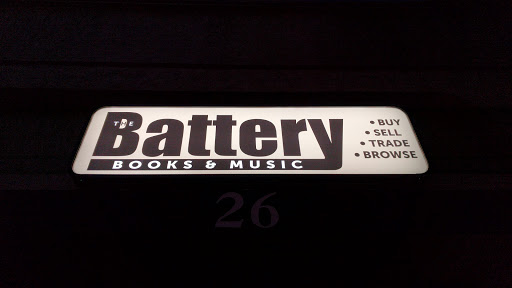 THE
Battery
BOOKS & MUSIC
• BUY
• SELL
• TRADE
• BROWSE
26